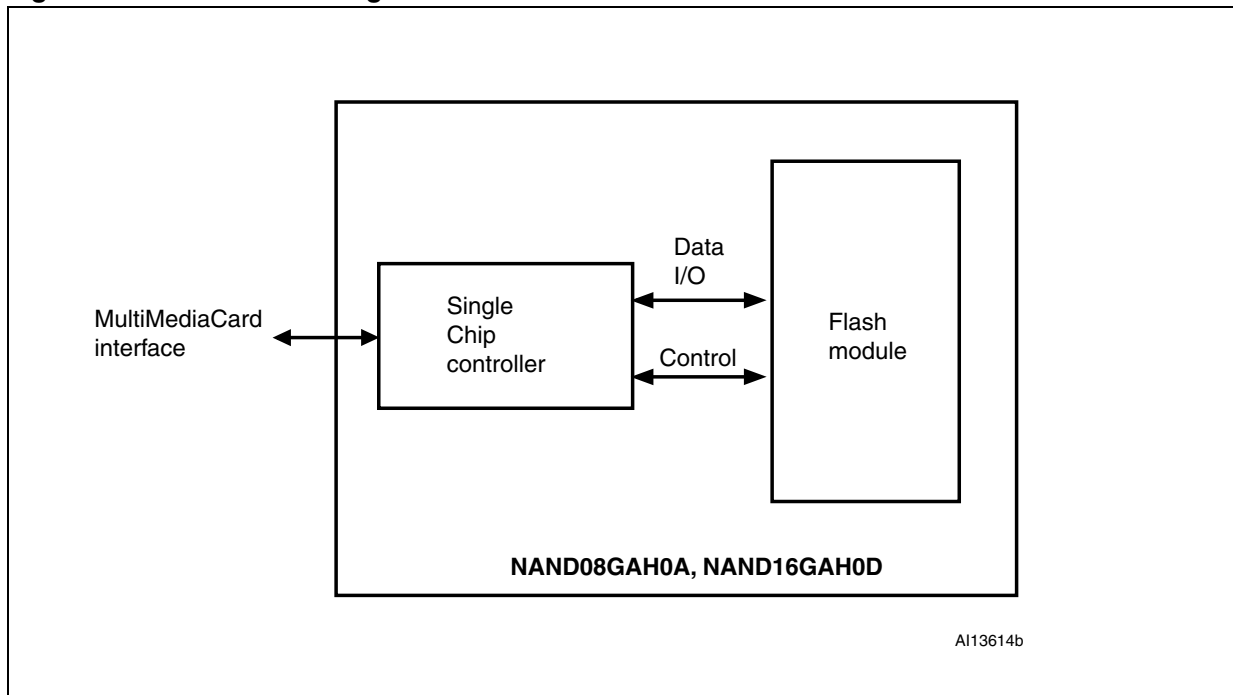 Data
I/O
MultiMediaCard
interface
Single
Chip
controller
Control
Flash
module
NAND08GAH0A, NAND16GAH0D
AI13614b